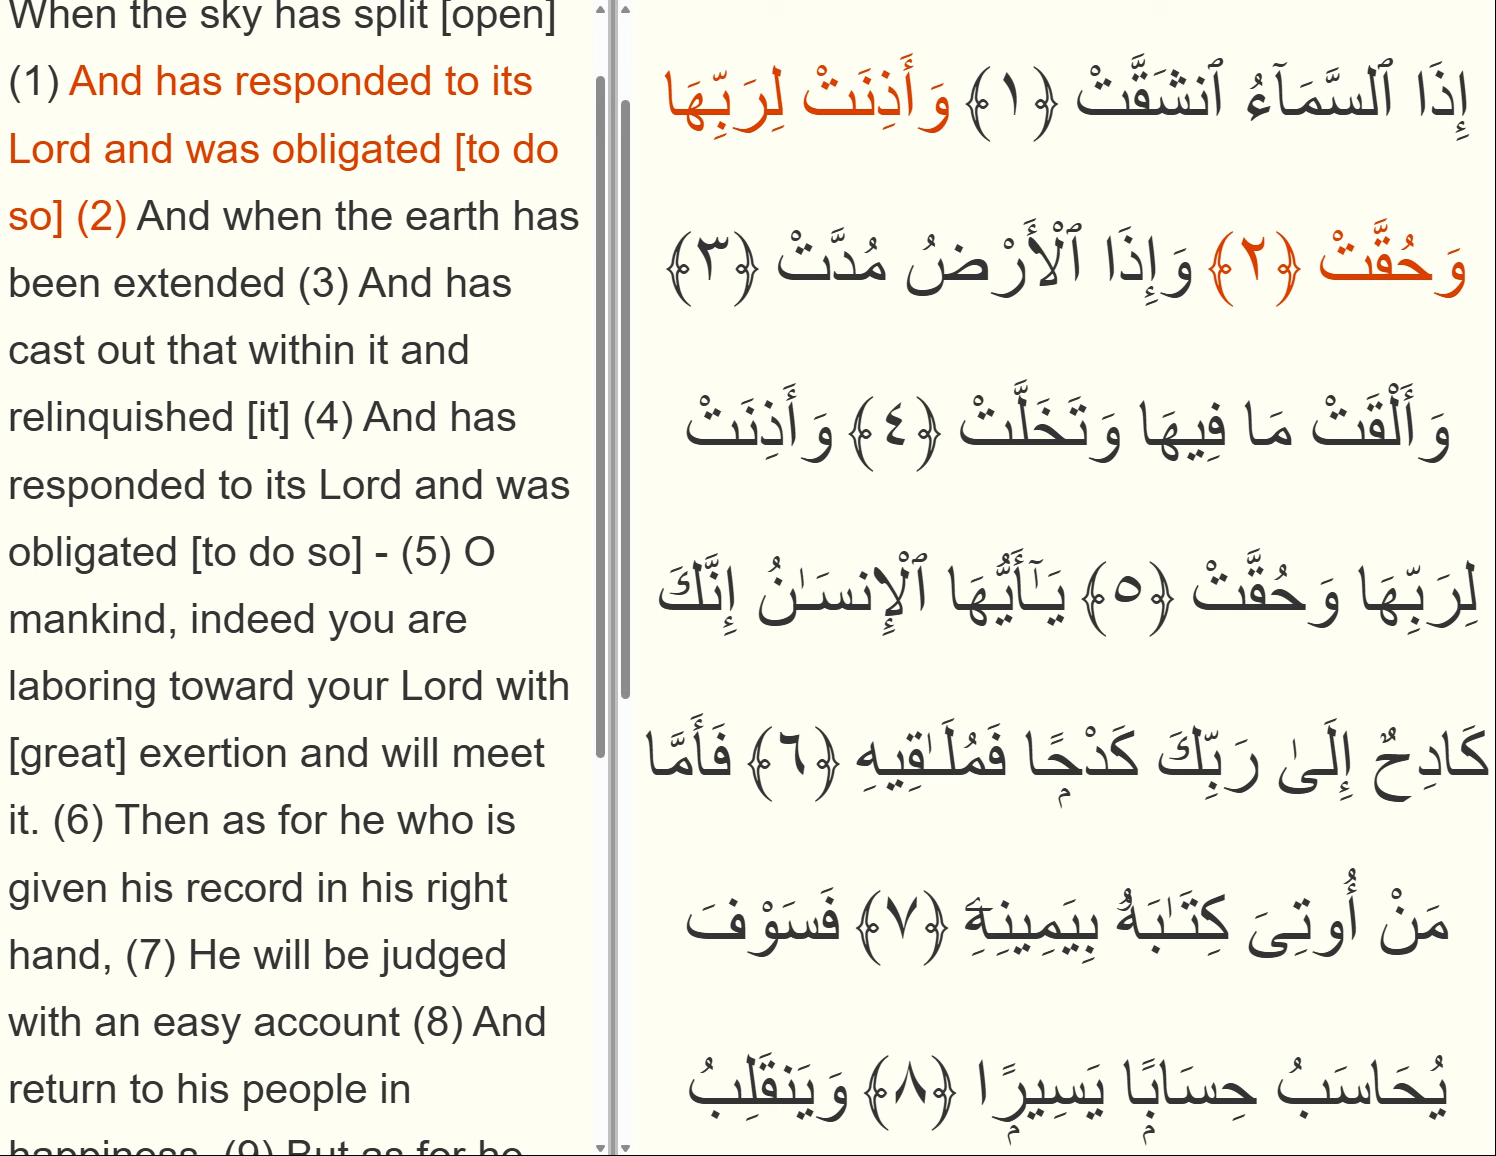 When the sky has split [open]
(1) And has responded to its
Lord and was obligated [to do
so] (2) And when the earth has
been extended (3) And has
cast out that within it and
relinquished [it] (4) And has
responded to its Lord and was
obligated [to do so] - (5) O
mankind, indeed you are
laboring toward your Lord with
[great] exertion and will meet
it. (6) Then as for he who is
given his record in his right
hand, (7) He will be judged
with an easy account (8) And
return to his people in
happiness. (9) But as for he
إِذَا ٱلسَّمَآءُ ٱنشَقَّتْ ﴿١﴾ وَأَذِنَتْ لِرَبِّهَا
وَحُقَّتْ ﴿٢﴾ وَإِذَا ٱلْأَرْضُ مُدَّتْ ﴿٣﴾
وَأَلْقَتْ مَا فِيهَا وَتَخَلَّتْ ﴿٤﴾ وَأَذِنَتْ
لِرَبِّهَا وَحُقَّتْ ﴿٥﴾ يَـٰٓأَيُّهَا ٱلْإِنسَـٰنُ إِنَّكَ
كَادِحٌ إِلَىٰ رَبِّكَ كَدْحًۭا فَمُلَـٰقِيهِ ﴿٦﴾ فَأَمَّا
مَنْ أُوتِىَ كِتَـٰبَهُۥ بِيَمِينِهِۦ ﴿٧﴾ فَسَوْفَ
يُحَاسَبُ حِسَابًۭا يَسِيرًۭا ﴿٨﴾ وَيَنقَلِبُ